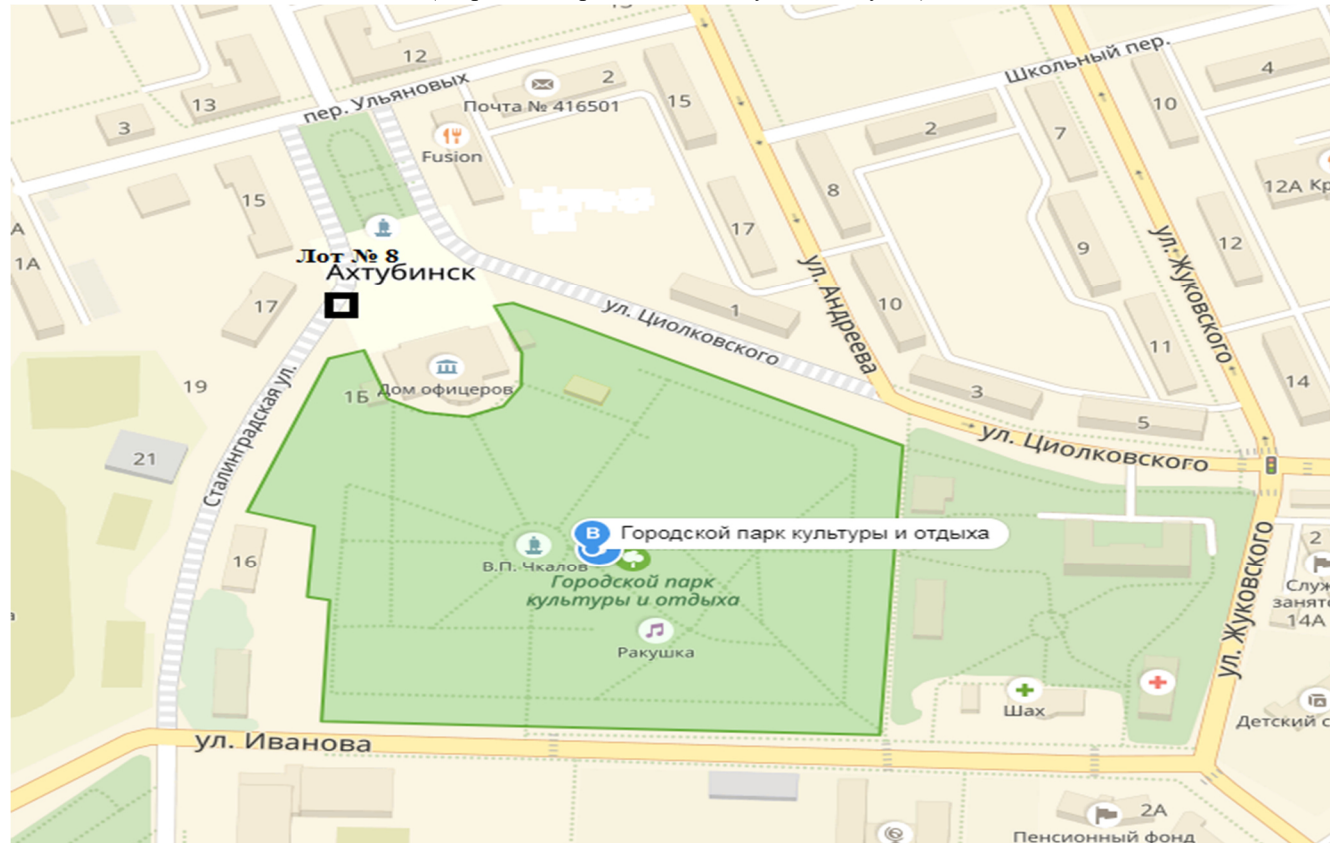 12
Школьный пер.
4
13
пер. Ульяновых
2
Почта № 416501
15
10
3
Fusion
2
7
12А Кр
8
15
17
А
1А
Лот № 8
Ахтубинск
9
12
ул. Жуковского
17
ул. Андреева
10
1
ул. Циолковского
11
19
1Б
Дом офицеров
3
14
5
ул. Циолковского
21
Сталинградская ул.
16
В
Городской парк культуры и отдыха
В.П. Чкалов
Городской парк
культуры и отдыха
Ракушка
2
Служ
занят
14А
ул. Жуковского
Шах
Детский с
ул. Иванова
2А
Пенсионный фонд